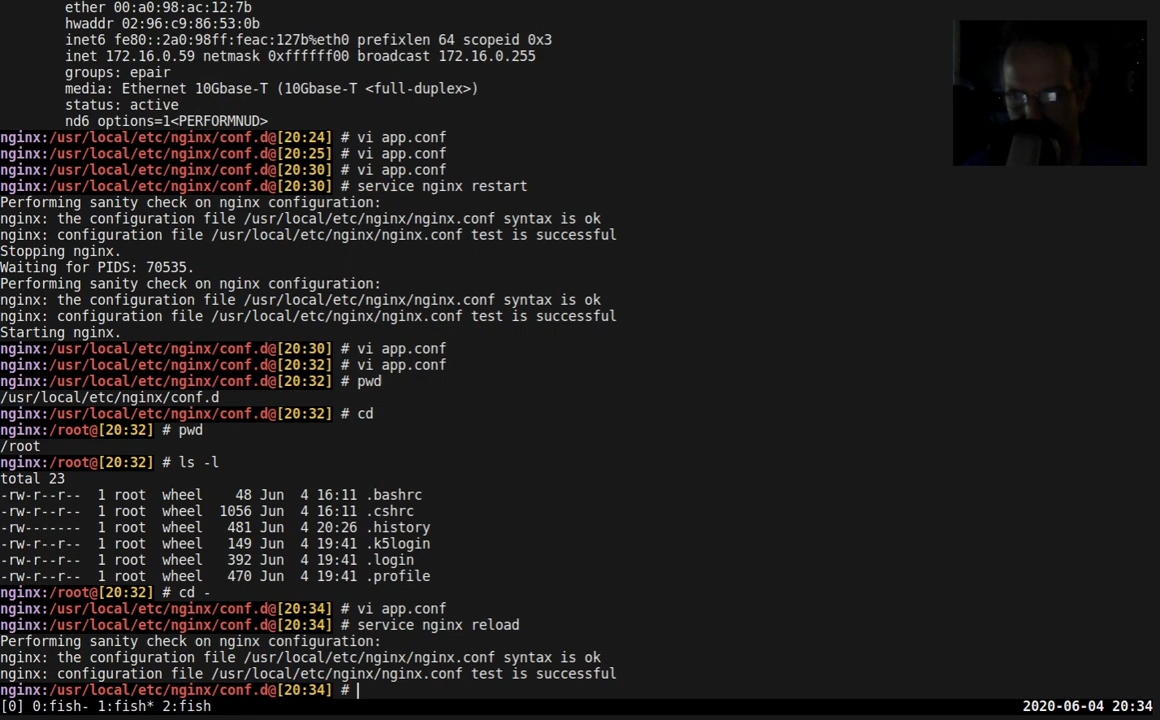 ether 00:a0:98:ac:12:7b
hwaddr 02:96:c9:86:53:0b
inet6 fe80::2a0:98ff:feac:127b%eth0 prefixlen 64 scopeid 0x3
inet 172.16.0.59 netmask 0xffffff00 broadcast 172.16.0.255
groups: epair
media: Ethernet 10Gbase-T (10Gbase-T <full-duplex>)
status: active
nd6 options=1<PERFORMNUD>
nginx:/usr/local/etc/nginx/conf.d@[20:24] # vi app.conf
nginx:/usr/local/etc/nginx/conf.d@[20:25] # vi app.conf
nginx:/usr/local/etc/nginx/conf.d@[20:30] # vi app.conf
nginx:/usr/local/etc/nginx/conf.d@[20:30] # service nginx restart
Performing sanity check on nginx configuration:
nginx: the configuration file /usr/local/etc/nginx/nginx.conf syntax is ok
nginx: configuration file /usr/local/etc/nginx/nginx.conf test is successful
Stopping nginx.
Waiting for PIDS: 70535.
Performing sanity check on nginx configuration:
nginx: the configuration file /usr/local/etc/nginx/nginx.conf syntax is ok
nginx: configuration file /usr/local/etc/nginx/nginx.conf test is successful
Starting nginx.
nginx:/usr/local/etc/nginx/conf.d@[20:30] # vi app.conf
nginx:/usr/local/etc/nginx/conf.d@[20:32] # vi app.conf
nginx:/usr/local/etc/nginx/conf.d@[20:32] # pwd
/usr/local/etc/nginx/conf.d
nginx:/usr/local/etc/nginx/conf.d@[20:32] # cd
nginx:/root@[20:32] # pwd
/root
nginx:/root@[20:32] # ls -l
total 23
-rw-r--r--  1 root  wheel    48 Jun  4 16:11 .bashrc
-rw-r--r--  1 root  wheel  1056 Jun  4 16:11 .cshrc
-rw-------  1 root  wheel   481 Jun  4 20:26 .history
-rw-r--r--  1 root  wheel   149 Jun  4 19:41 .k5login
-rw-r--r--  1 root  wheel   392 Jun  4 19:41 .login
-rw-r--r--  1 root  wheel   470 Jun  4 19:41 .profile
nginx:/root@[20:32] # cd -
nginx:/usr/local/etc/nginx/conf.d@[20:34] # vi app.conf
nginx:/usr/local/etc/nginx/conf.d@[20:34] # service nginx reload
Performing sanity check on nginx configuration:
nginx: the configuration file /usr/local/etc/nginx/nginx.conf syntax is ok
nginx: configuration file /usr/local/etc/nginx/nginx.conf test is successful
nginx:/usr/local/etc/nginx/conf.d@[20:34] #
[0] 0:fish- 1:fish* 2:fish 2020-06-04 20:34